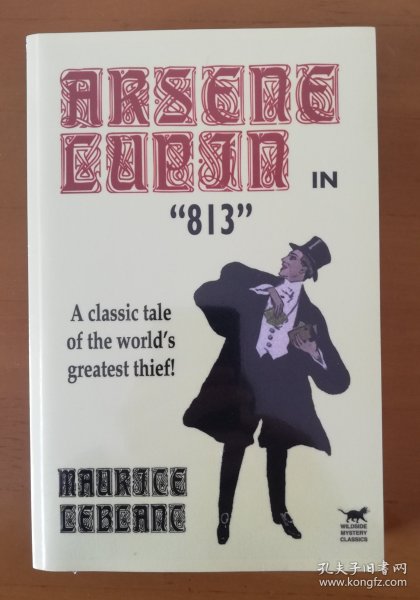 ARSENE
LUPIN IN
"813"
A classic tale
of the world's
greatest thief!
MAURICE
LEBLANC
WILDSIDE
MYSTERY
CLASSICS
孔夫子旧书网
www.kongfz.com